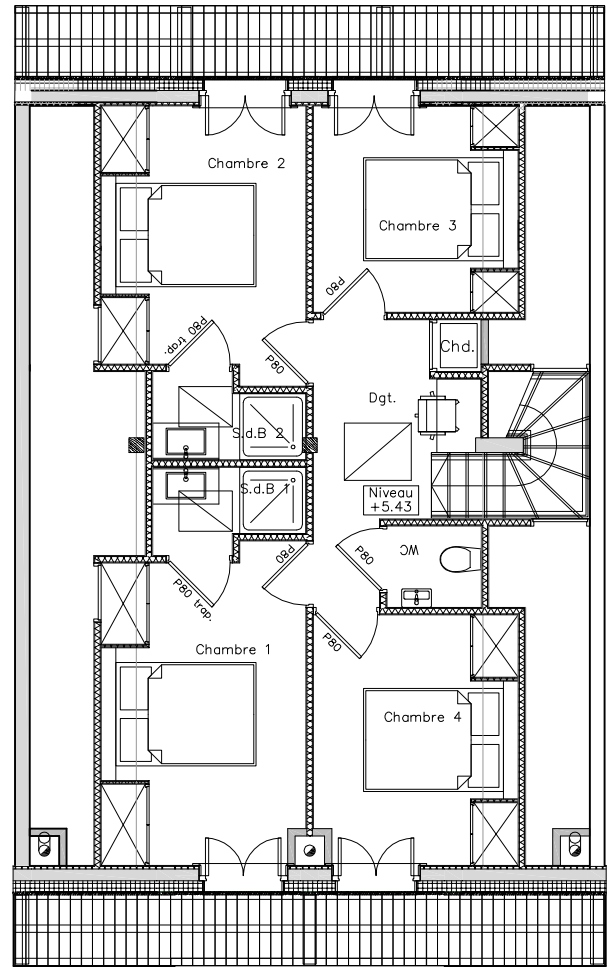 Chambre 2
Chambre 3
P80
P80 trap.
P80
Chd.
Dgt.
S.d.B 2
S.d.B 1
Niveau
+5.43
P80
P80
WC
P80 trap.
P80
Chambre 1
Chambre 4